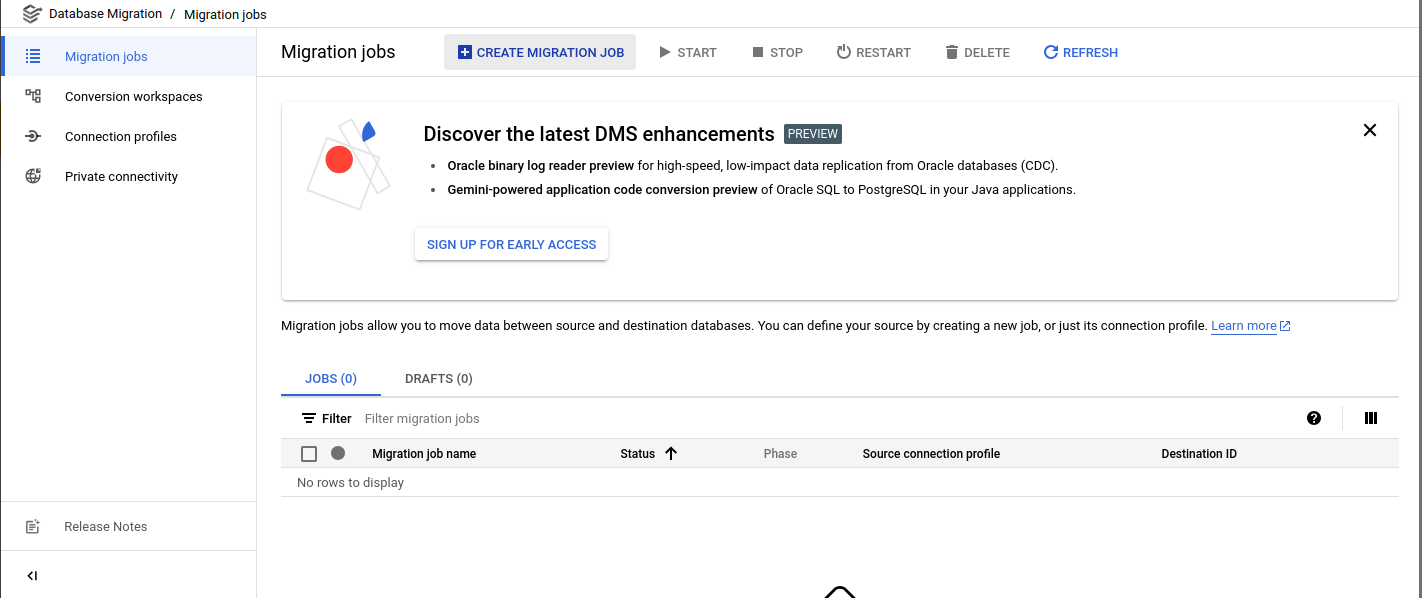 Database Migration / Migration jobs
Migration jobs
Conversion workspaces
Connection profiles
Private connectivity
Release Notes
Migration jobs CREATE MIGRATION JOB START STOP RESTART DELETE REFRESH
Discover the latest DMS enhancements PREVIEW
• Oracle binary log reader preview for high-speed, low-impact data replication from Oracle databases (CDC).
• Gemini-powered application code conversion preview of Oracle SQL to PostgreSQL in your Java applications.
SIGN UP FOR EARLY ACCESS
Migration jobs allow you to move data between source and destination databases. You can define your source by creating a new job, or just its connection profile. Learn more
JOBS (0) DRAFTS (0)
Filter Filter migration jobs
Migration job name Status Phase Source connection profile Destination ID
No rows to display